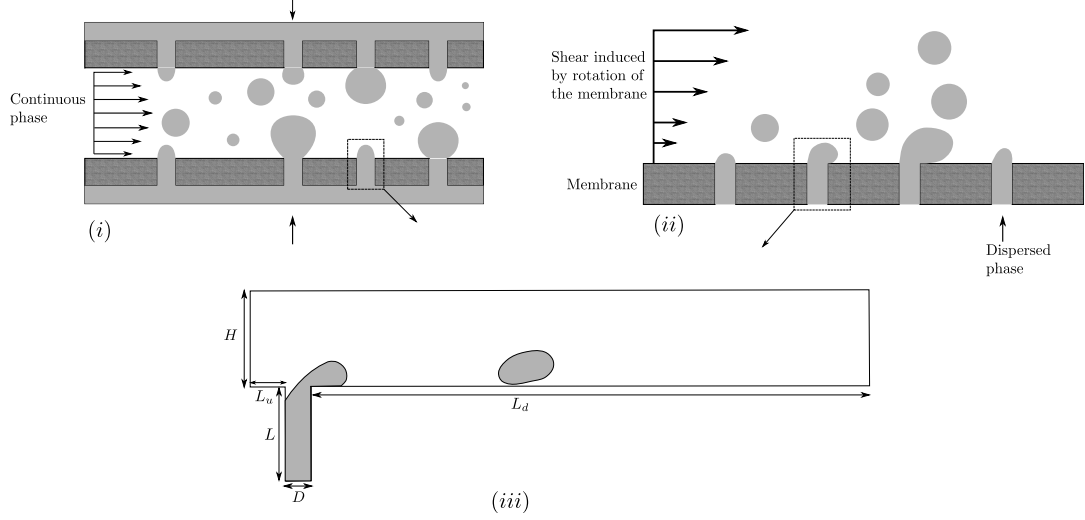 Continuous
phase
(i)
Shear induced
by rotation of
the membrane
Membrane
(ii)
Dispersed
phase
H
L_u
L
L_d
D
(iii)